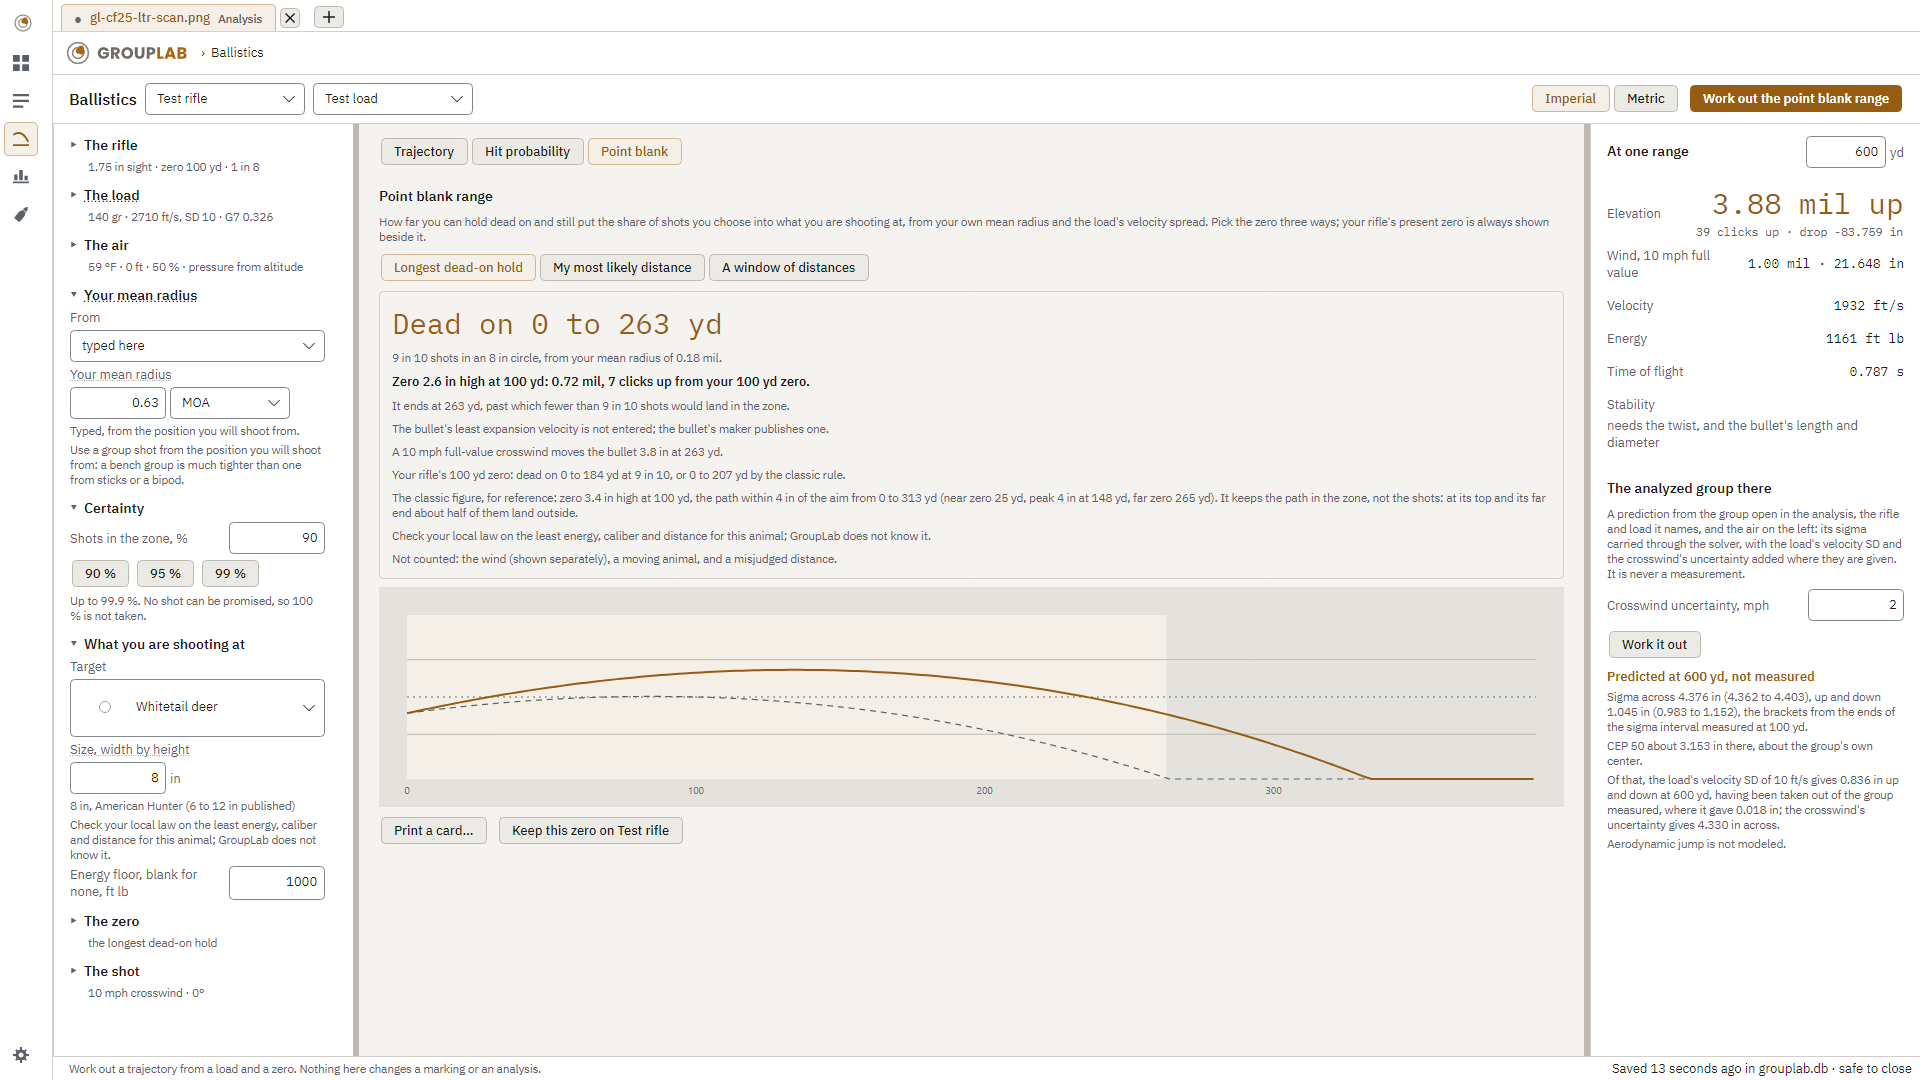 gl-cf25-ltr-scan.png Analysis
GROUPLAB › Ballistics
Ballistics
Test rifle
Test load
Imperial
Metric
Work out the point blank range
The rifle
1.75 in sight · zero 100 yd · 1 in 8
The load
140 gr · 2710 ft/s, SD 10 · G7 0.326
The air
59 °F · 0 ft · 50 % · pressure from altitude
Your mean radius
From
typed here
Your mean radius
0.63
MOA
Typed, from the position you will shoot from.
Use a group shot from the position you will shoot
from: a bench group is much tighter than one
from sticks or a bipod.
Certainty
Shots in the zone, %
90
90 %
95 %
99 %
Up to 99.9 %. No shot can be promised, so 100
% is not taken.
What you are shooting at
Target
Whitetail deer
Size, width by height
8 in
8 in, American Hunter (6 to 12 in published)
Check your local law on the least energy, caliber
and distance for this animal; GroupLab does not
know it.
Energy floor, blank for
none, ft lb
1000
The zero
the longest dead-on hold
The shot
10 mph crosswind · 0°
Trajectory
Hit probability
Point blank
Point blank range
How far you can hold dead on and still put the share of shots you choose into what you are shooting at, from your own mean radius and the load's velocity spread. Pick the zero three ways; your rifle's present zero is always shown
beside it.
Longest dead-on hold
My most likely distance
A window of distances
Dead on 0 to 263 yd
9 in 10 shots in an 8 in circle, from your mean radius of 0.18 mil.
Zero 2.6 in high at 100 yd: 0.72 mil, 7 clicks up from your 100 yd zero.
It ends at 263 yd, past which fewer than 9 in 10 shots would land in the zone.
The bullet's least expansion velocity is not entered; the bullet's maker publishes one.
A 10 mph full-value crosswind moves the bullet 3.8 in at 263 yd.
Your rifle's 100 yd zero: dead on 0 to 184 yd at 9 in 10, or 0 to 207 yd by the classic rule.
The classic figure, for reference: zero 3.4 in high at 100 yd, the path within 4 in of the aim from 0 to 313 yd (near zero 25 yd, peak 4 in at 148 yd, far zero 265 yd). It keeps the path in the zone, not the shots: at its top and its far
end about half of them land outside.
Check your local law on the least energy, caliber and distance for this animal; GroupLab does not know it.
Not counted: the wind (shown separately), a moving animal, and a misjudged distance.
0
100
200
300
Print a card...
Keep this zero on Test rifle
At one range
600 yd
Elevation
3.88 mil up
39 clicks up · drop -83.759 in
Wind, 10 mph full
value
1.00 mil · 21.648 in
Velocity
1932 ft/s
Energy
1161 ft lb
Time of flight
0.787 s
Stability
needs the twist, and the bullet's length and
diameter
The analyzed group there
A prediction from the group open in the analysis, the rifle
and load it names, and the air on the left: its sigma
carried through the solver, with the load's velocity SD and
the crosswind's uncertainty added where they are given.
It is never a measurement.
Crosswind uncertainty, mph
2
Work it out
Predicted at 600 yd, not measured
Sigma across 4.376 in (4.362 to 4.403), up and down
1.045 in (0.983 to 1.152), the brackets from the ends of
the sigma interval measured at 100 yd.
CEP 50 about 3.153 in there, about the group's own
center.
Of that, the load's velocity SD of 10 ft/s gives 0.836 in up
and down at 600 yd, having been taken out of the group
measured, where it gave 0.018 in; the crosswind's
uncertainty gives 4.330 in across.
Aerodynamic jump is not modeled.
Work out a trajectory from a load and a zero. Nothing here changes a marking or an analysis.
Saved 13 seconds ago in grouplab.db · safe to close